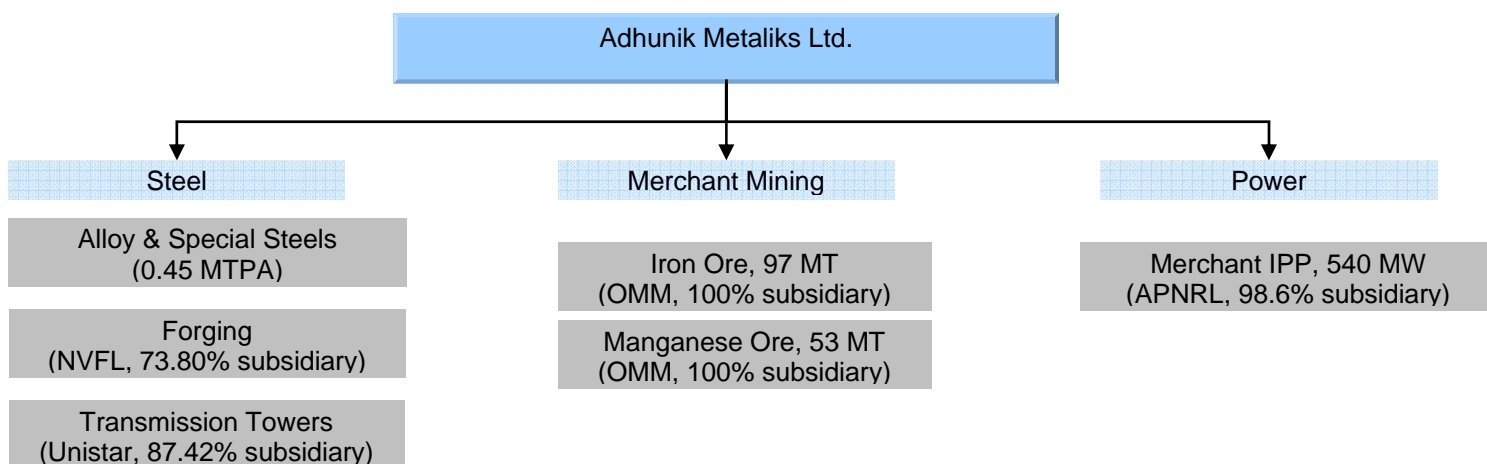 Adhunik Metaliks Ltd.
Steel
Merchant Mining
Power
Alloy & Special Steels
(0.45 MTPA)
Forging
(NVFL, 73.80% subsidiary)
Transmission Towers
(Unistar, 87.42% subsidiary)
Iron Ore, 97 MT
(OMM, 100% subsidiary)
Manganese Ore, 53 MT
(OMM, 100% subsidiary)
Merchant IPP, 540 MW
(APNRL, 98.6% subsidiary)